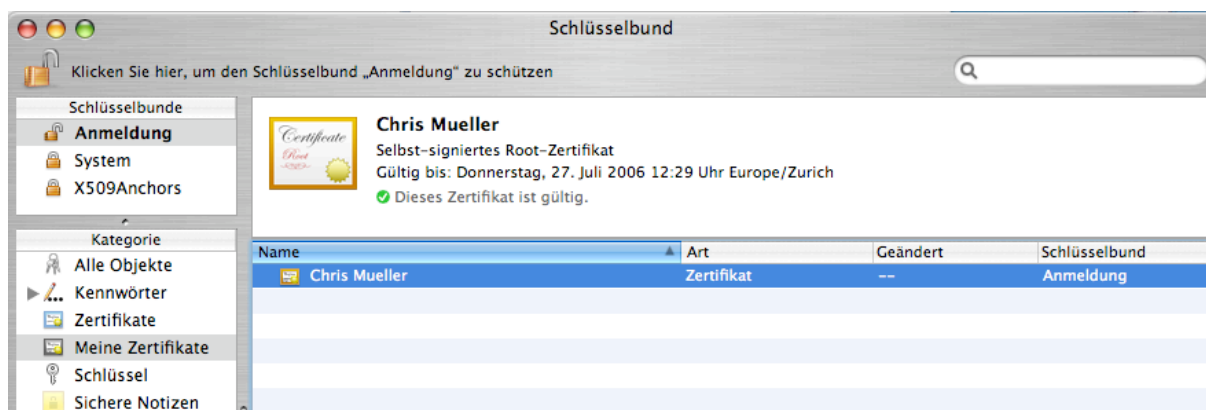 Schlüsselbund
Klicken Sie hier, um den Schlüsselbund „Anmeldung“ zu schützen
Schlüsselbunde
Anmeldung
System
X509Anchors
Certificate
Root
Chris Mueller
Selbst-signiertes Root-Zertifikat
Gültig bis: Donnerstag, 27. Juli 2006 12:29 Uhr Europe/Zurich
Dieses Zertifikat ist gültig.
Kategorie
Alle Objekte
Kennwörter
Zertifikate
Meine Zertifikate
Schlüssel
Sichere Notizen
Name Art Geändert Schlüsselbund
Chris Mueller Zertifikat -- Anmeldung